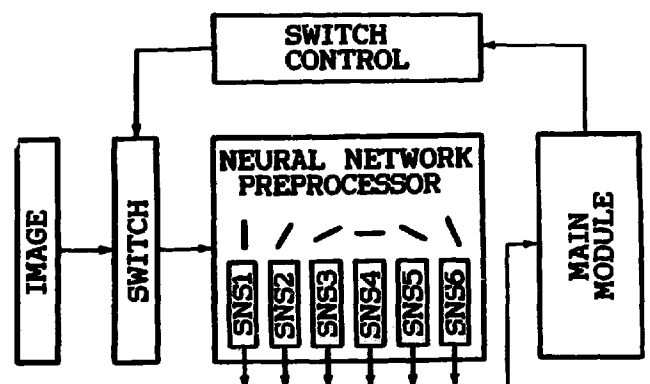 SWITCH
CONTROL
IMAGE
SWITCH
NEURAL NETWORK
PREPROCESSOR
SNS1
SNS2
SNS3
SNS4
SNS5
SNS6
MAIN
MODULE